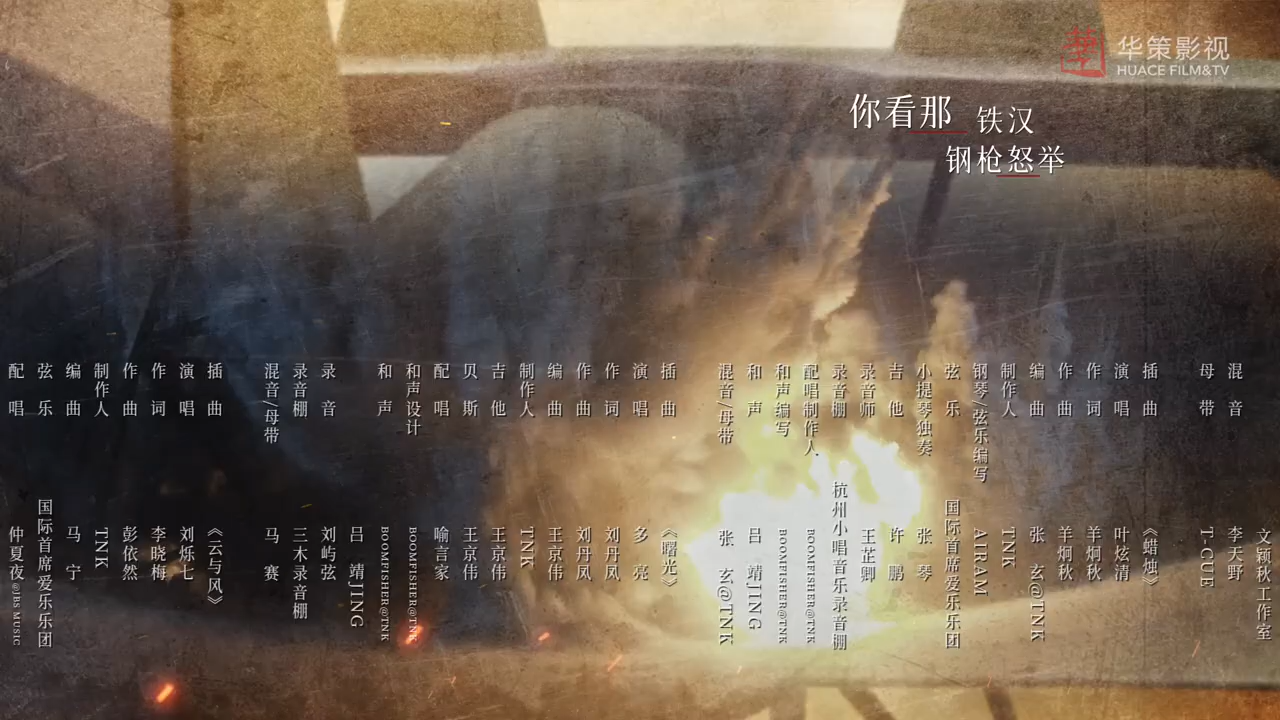 华策影视
HUACE FILM&TV
你看那 铁汉
钢枪怒举
文颖秋工作室
混音 李天野
母带 T-CUE
插曲 《蜡烛》
演唱 叶炫清
作词 羊炯秋
作曲 羊炯秋
编曲 张玄@TNK
制作人 TNK
钢琴/弦乐编写 AIRAM
弦乐 国际首席爱乐乐团
小提琴独奏 张琴
吉他 许鹏
录音师 王芷卿
录音棚 杭州小唱音乐录音棚
配唱制作人 BOOMFISHER@TNK
和声编写 BOOMFISHER@TNK
和声 吕靖JING
混音/母带 张玄@TNK
插曲 《曙光》
演唱 多亮
作词 刘丹凤
作曲 刘丹凤
编曲 王京伟
制作人 TNK
吉他 王京伟
贝斯 王京伟
配唱 喻言家
和声设计 BOOMFISHER@TNK
和声 BOOMFISHER@TNK
吕靖JING
录音 刘屿弦
录音棚 三木录音棚
混音/母带 马赛
插曲 《云与风》
演唱 刘烁七
作词 李晓梅
作曲 彭依然
制作人 TNK
编曲 马宁
弦乐 国际首席爱乐乐团
配唱 仲夏夜@JBS MUSIC